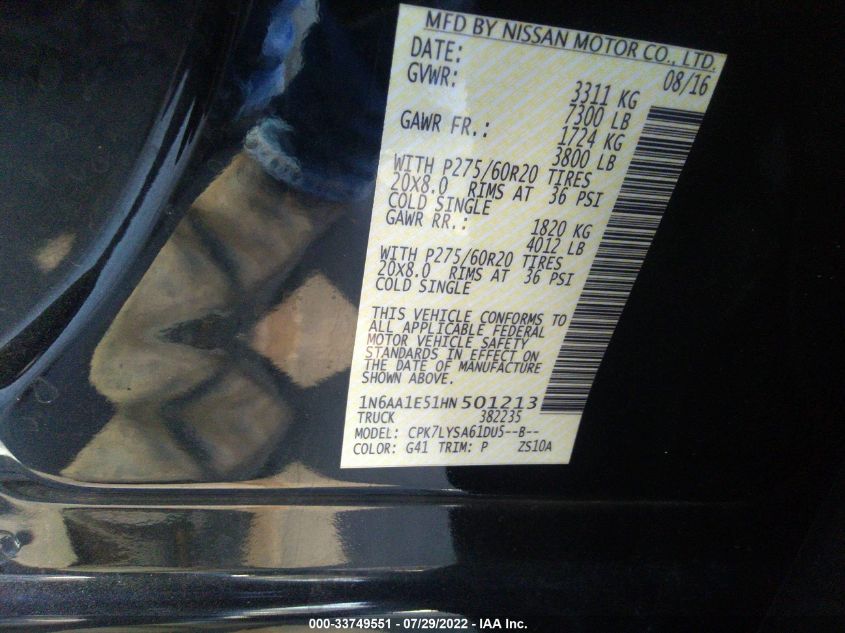 MFD BY NISSAN MOTOR CO., LTD.
DATE: 08/16
GVWR: 3311 KG
7300 LB
GAWR FR.: 1724 KG
3800 LB
WITH P275/60R20 TIRES
20X8.0 RIMS AT 36 PSI
COLD SINGLE
GAWR RR.: 1820 KG
4012 LB
WITH P275/60R20 TIRES
20X8.0 RIMS AT 36 PSI
COLD SINGLE
THIS VEHICLE CONFORMS TO
ALL APPLICABLE FEDERAL
MOTOR VEHICLE SAFETY
STANDARDS IN EFFECT ON
THE DATE OF MANUFACTURE
SHOWN ABOVE.
1N6AA1E51HN 501213
TRUCK 382235
MODEL: CPK7LYSA61DU5--B--
COLOR: G41 TRIM: P ZS10A
000-33749551 - 07/29/2022 - IAA Inc.